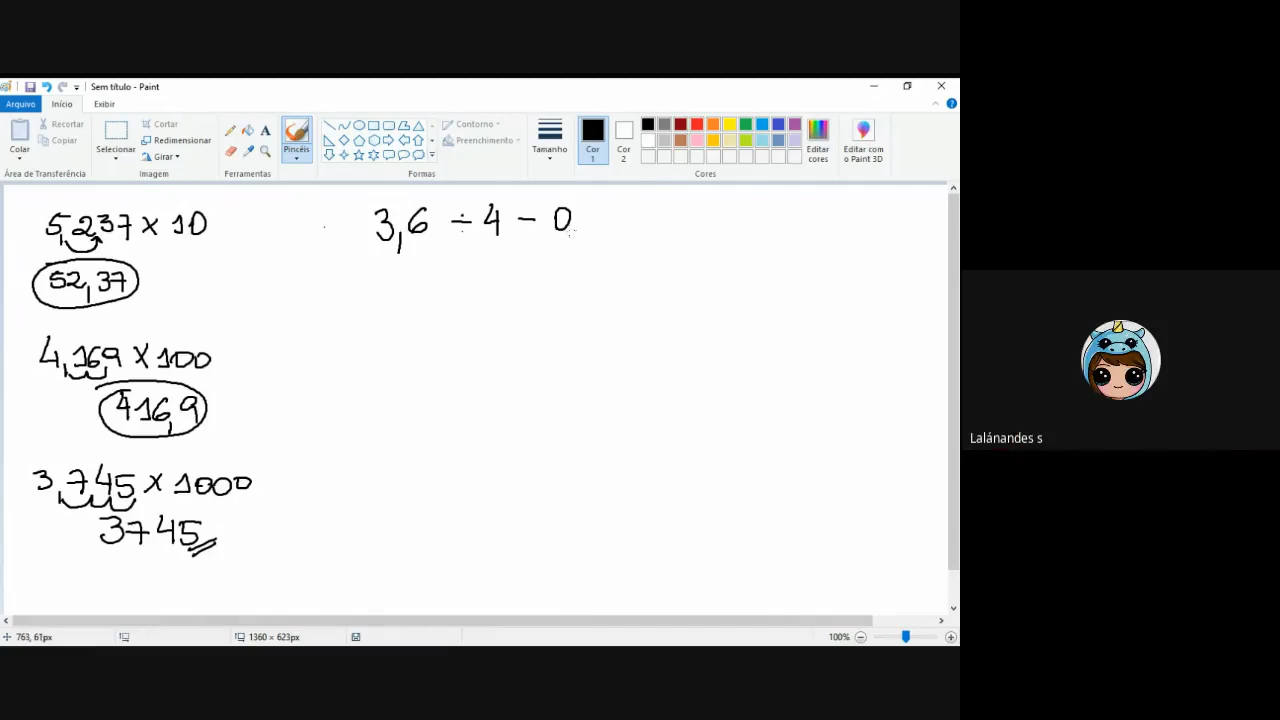 Sem título - Paint
Arquivo
Início
Exibir
Colar
Recortar
Copiar
Área de Transferência
Selecionar
Cortar
Redimensionar
Girar
Imagem
A
Ferramentas
Pincéis
Contorno
Preenchimento
Formas
Tamanho
Cor 1
Cor 2
Editar cores
Editar com o Paint 3D
Cores
5,237 x 10
52,37
4,169 x 100
416,9
3,745 x 1000
3745
3,6 ÷ 4 - 0
Lalánandes s
763, 61px
1360 × 623px
100%